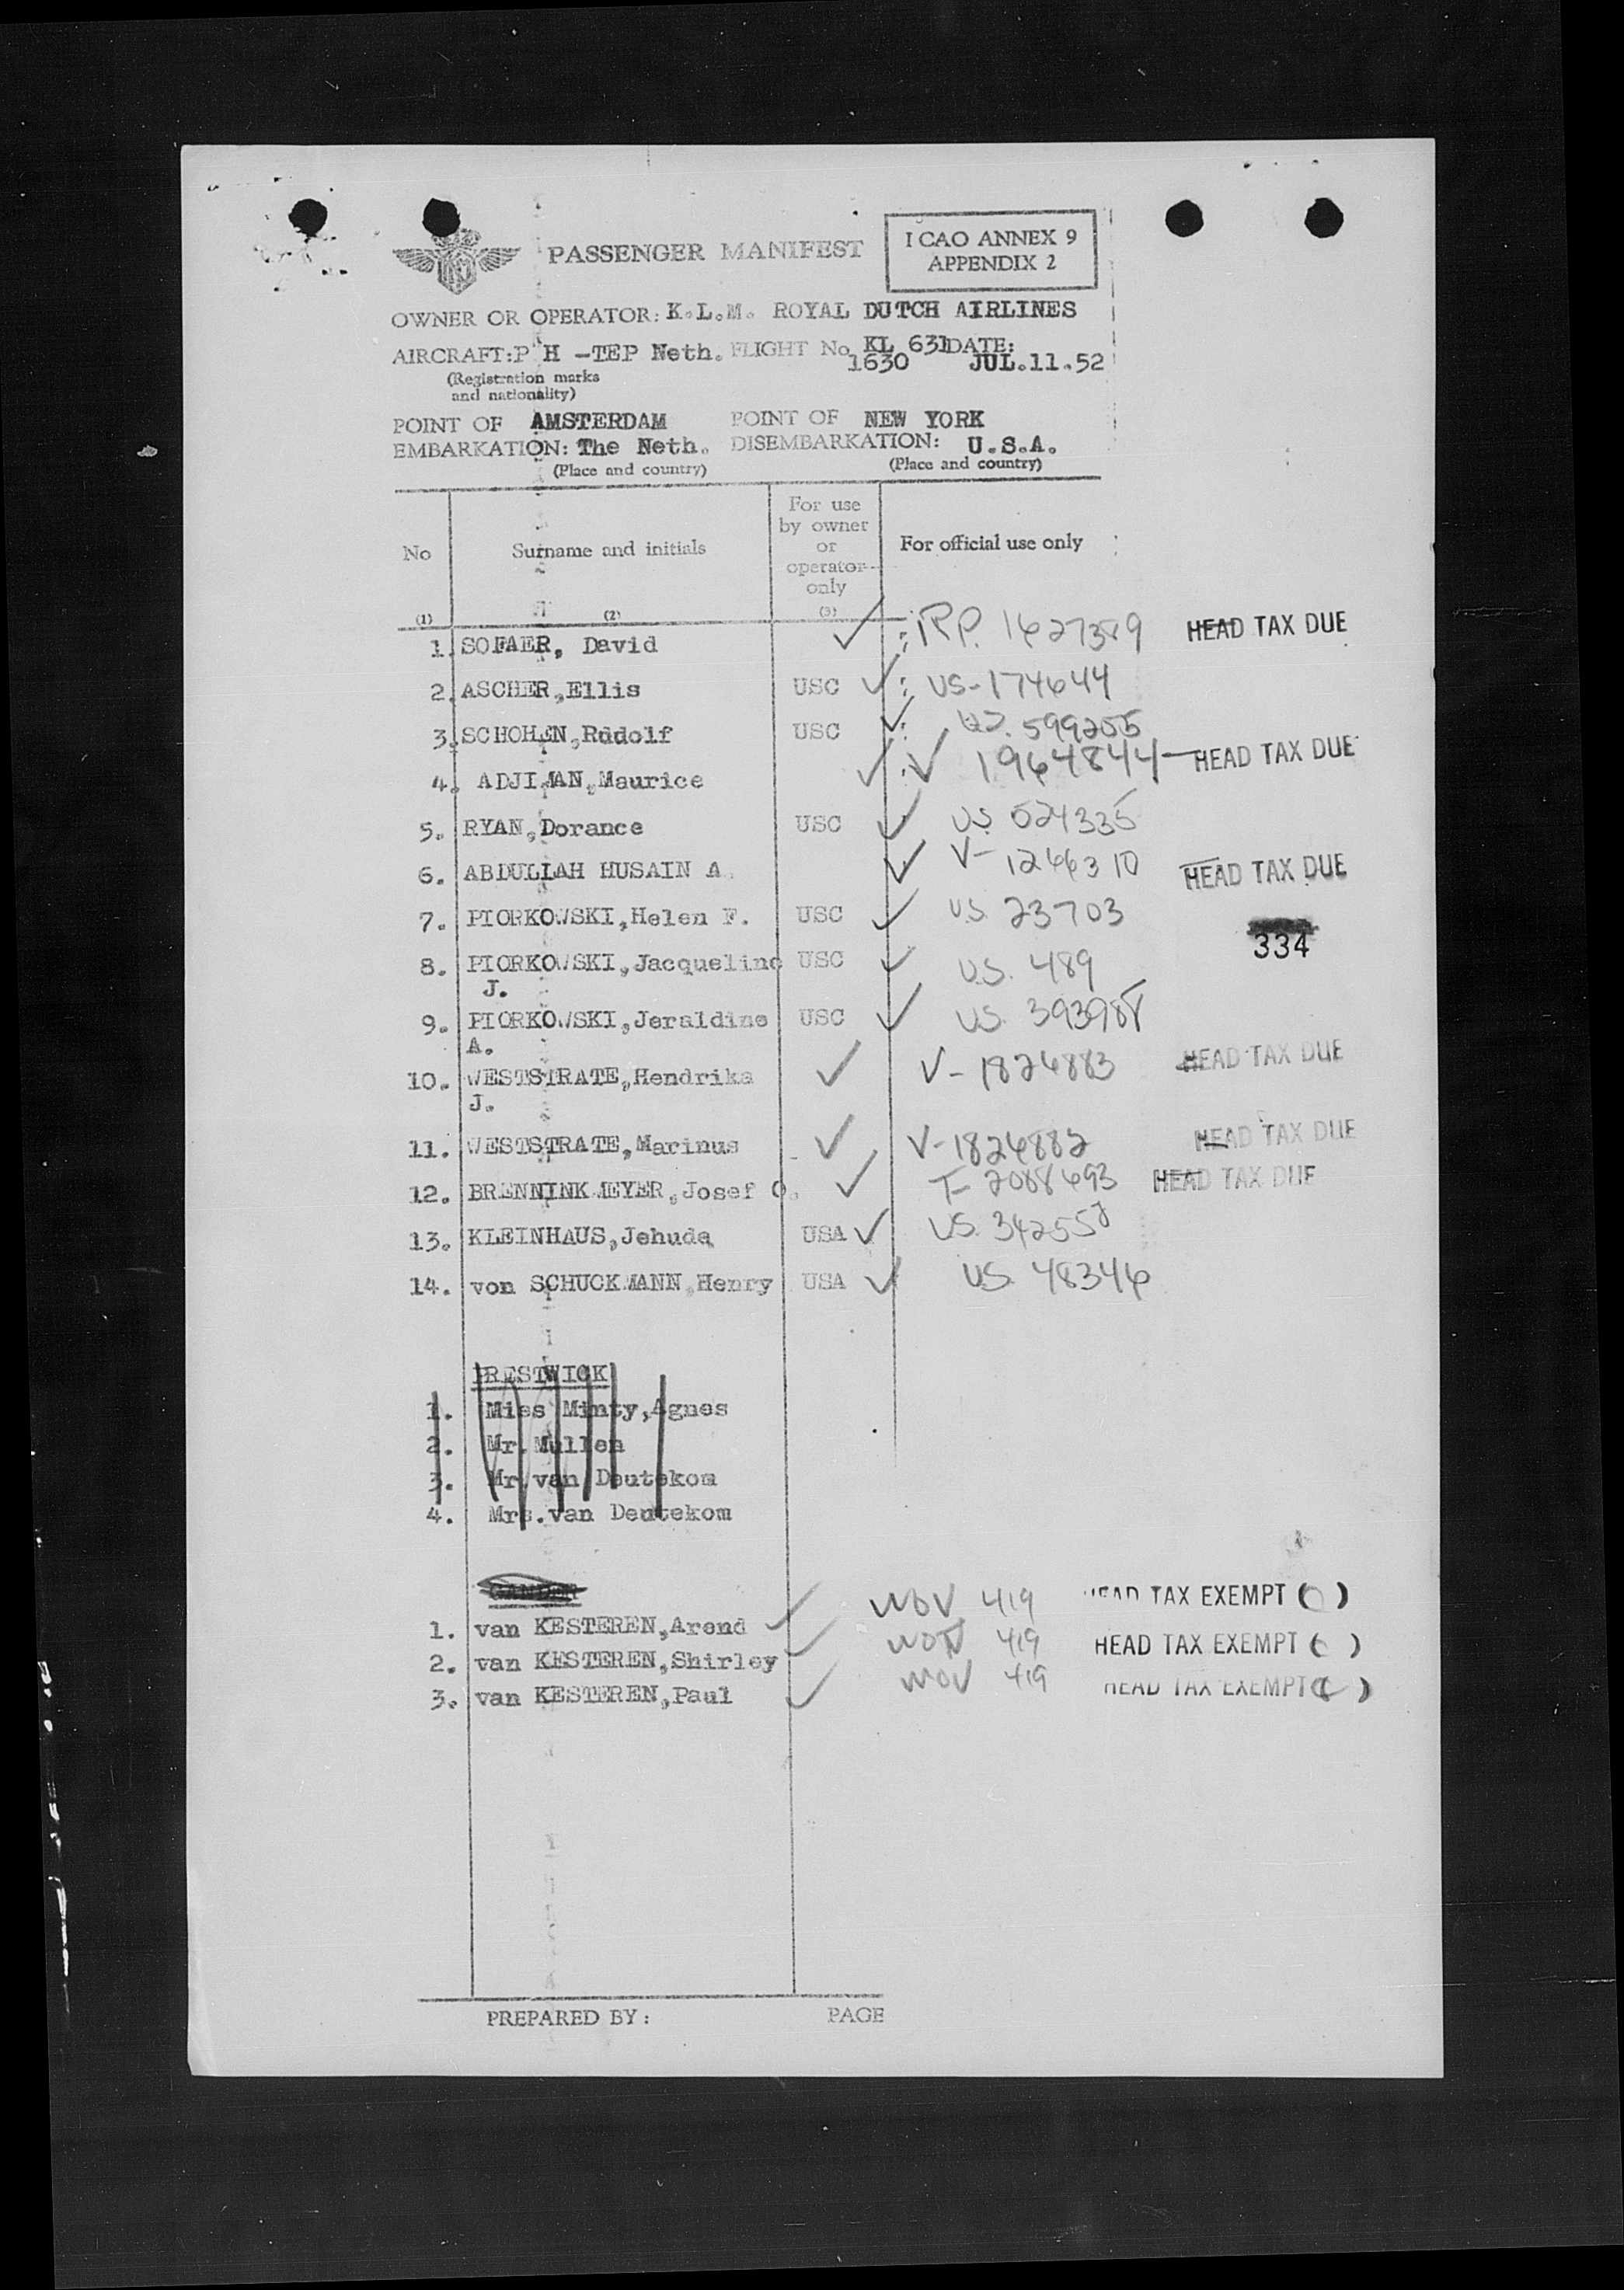 PASSENGER MANIFEST
I CAO ANNEX 9
APPENDIX 2
OWNER OR OPERATOR: K.L.M. ROYAL DUTCH AIRLINES
AIRCRAFT: P H -TEP Neth. FLIGHT No. KL 631 DATE:
1630 JUL.11.52
(Registration marks
and nationality)
POINT OF AMSTERDAM POINT OF NEW YORK
EMBARKATION: The Neth. DISEMBARKATION: U.S.A.
(Place and country) (Place and country)
No Surname and initials For use by owner or operator only For official use only
(1) (2) (3)
1. SOFAER, David RP. 1627389 HEAD TAX DUE
2. ASCHER,Ellis USC US-174644
3. SCHOHEN,Rudolf USC US. 599255
4. ADJIMAN,Maurice V 1964844 HEAD TAX DUE
5. RYAN,Dorance USC US 524335
6. ABDULLAH HUSAIN A. V- 1246310 HEAD TAX DUE
7. PIORKOWSKI,Helen F. USC US. 23703
334
8. PIORKOWSKI,Jacqueline USC US. 489
J.
9. PIORKOWSKI,Jeraldine USC US. 393988
A.
10. WESTSTRATE,Hendrika V- 1824883 HEAD TAX DUE
J.
11. WESTSTRATE,Marinus V-1824882 HEAD TAX DUE
12. BRENNINKMEYER,Josef O. T- 2088693 HEAD TAX DUE
13. KLEINHAUS,Jehuda USA US. 342558
14. von SCHUCKMANN,Henry USA US. 48346
PRESTWICK
1. Miss Minty,Agnes
2. Mr.Mullen
3. Mr.van Deutekom
4. Mrs.van Deutekom
GANDER
1. van KESTEREN,Arend NOV 419 HEAD TAX EXEMPT ( )
2. van KESTEREN,Shirley NOV 419 HEAD TAX EXEMPT ( )
3. van KESTEREN,Paul NOV 419 HEAD TAX EXEMPT ( )
PREPARED BY: PAGE